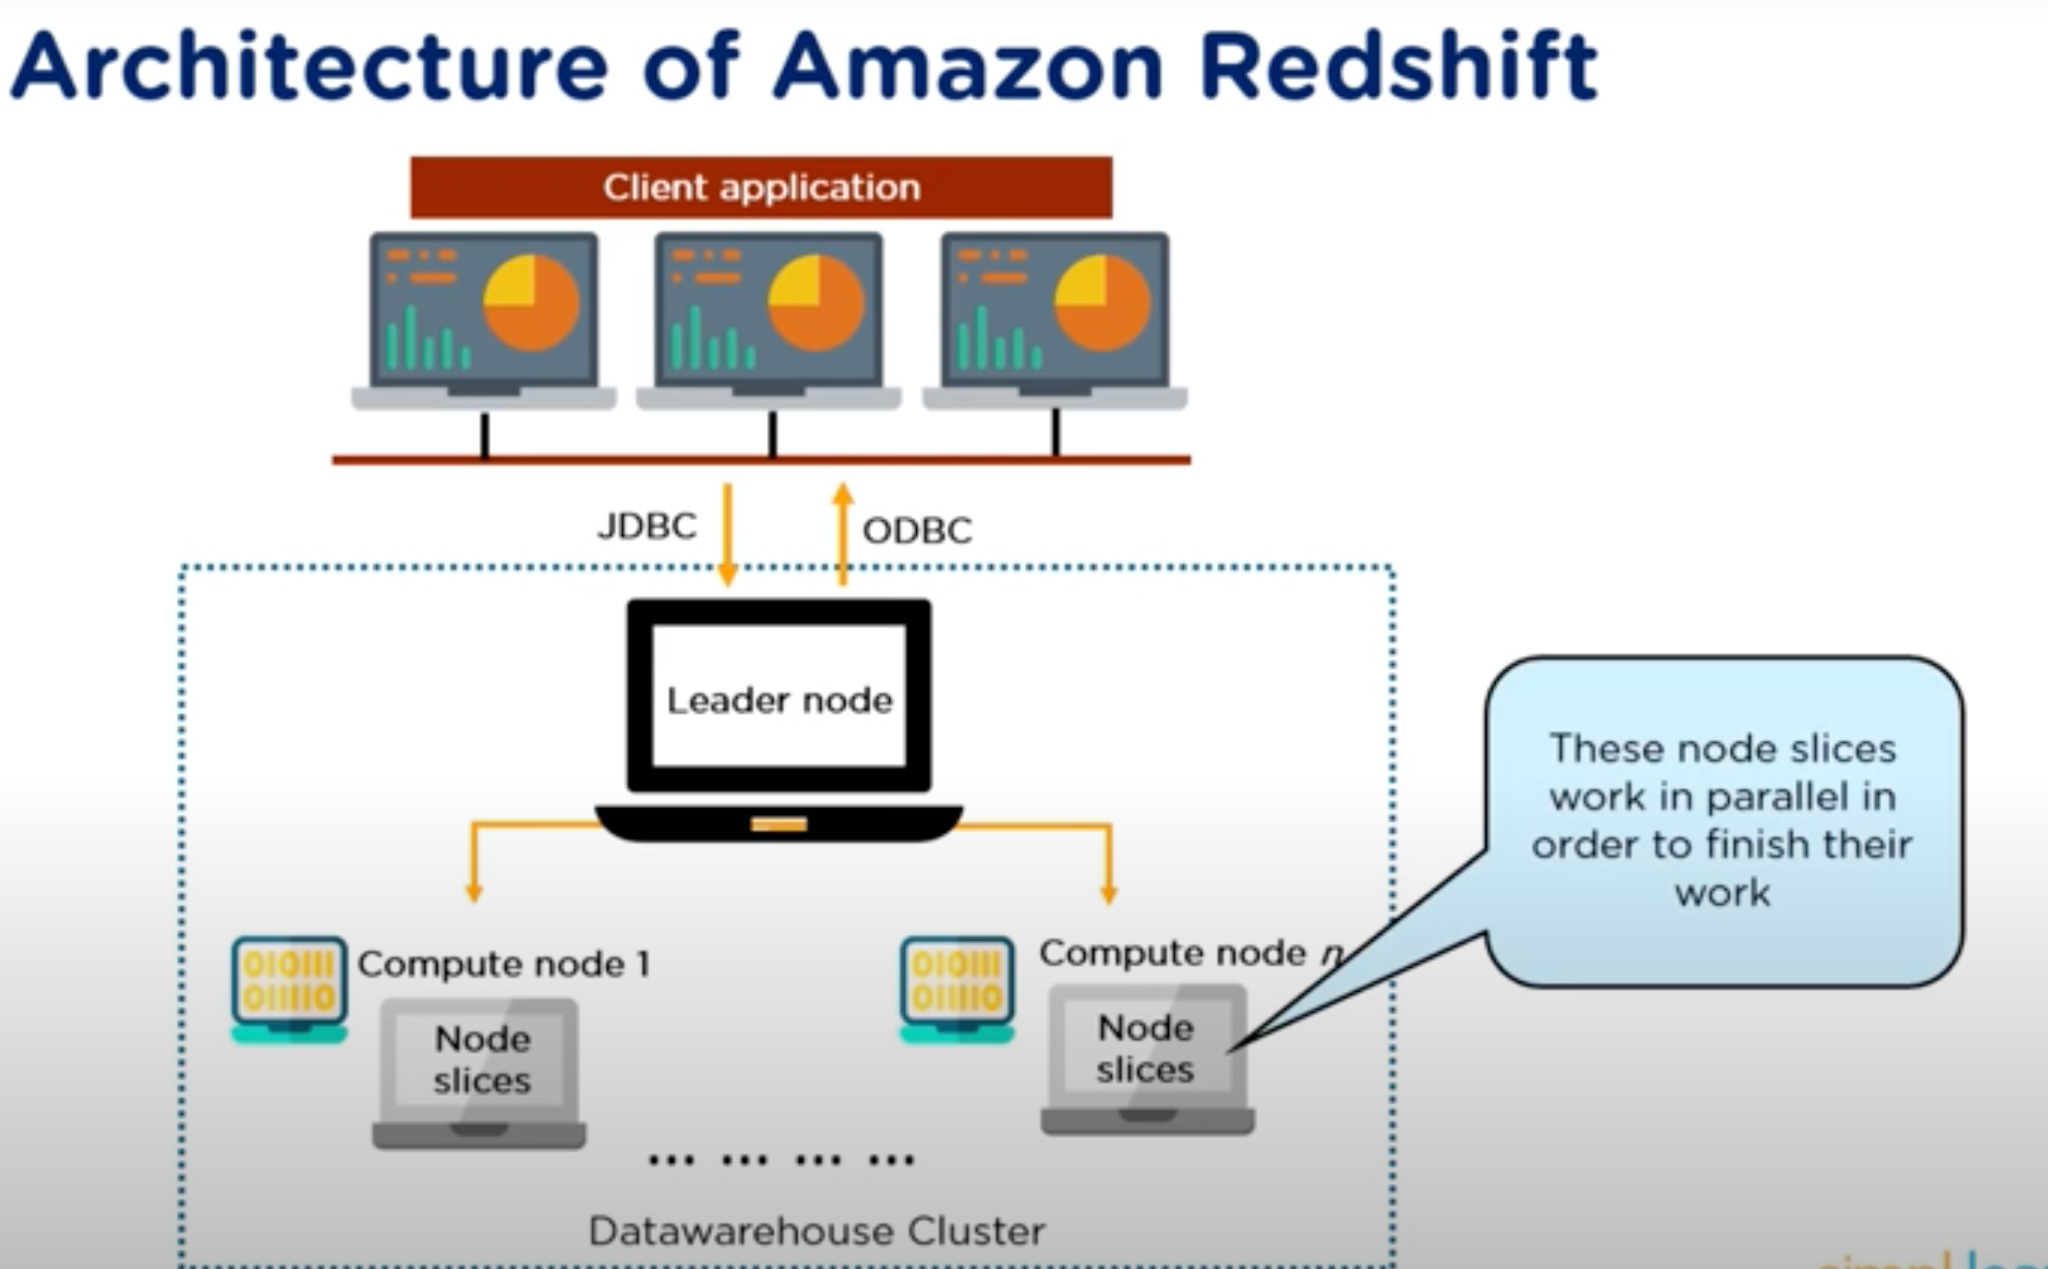 Architecture of Amazon Redshift
Client application
JDBC
ODBC
Leader node
These node slices
work in parallel in
order to finish their
work
Compute node 1
Compute node n
Node
slices
Node
slices
... ... ... ...
Datawarehouse Cluster